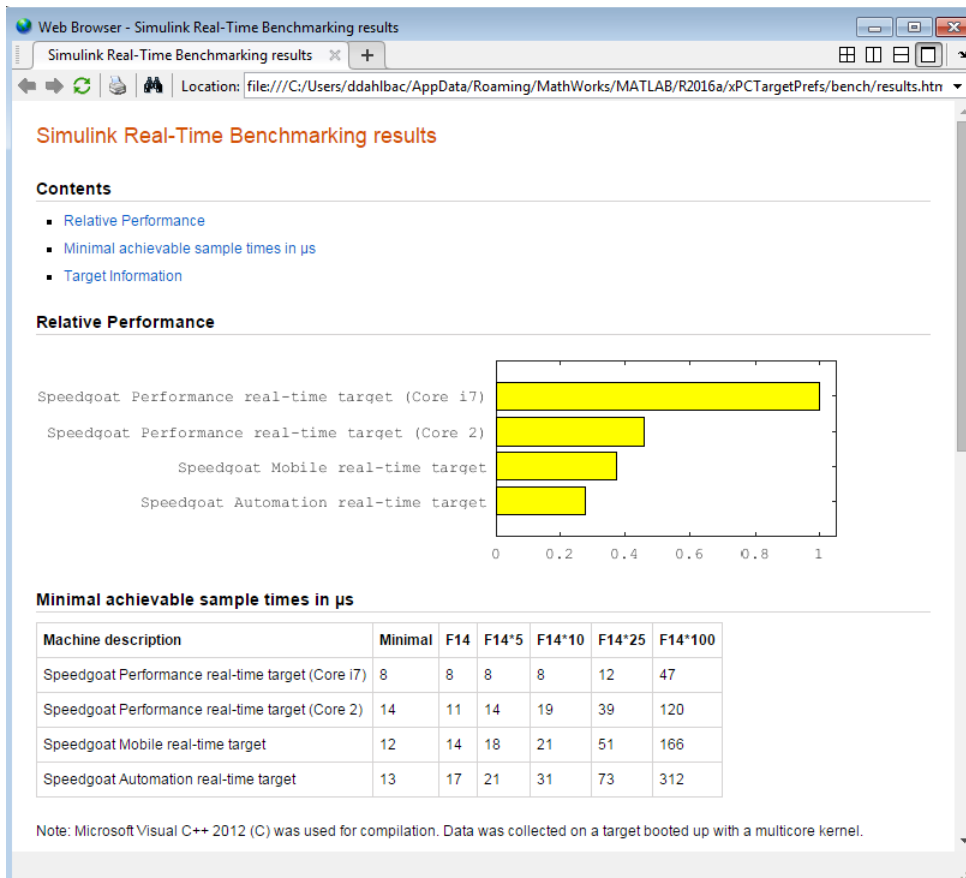 Web Browser - Simulink Real-Time Benchmarking results
Simulink Real-Time Benchmarking results
Location: file:///C:/Users/ddahlbac/AppData/Roaming/MathWorks/MATLAB/R2016a/xPCTargetPrefs/bench/results.htm
Simulink Real-Time Benchmarking results
Contents
Relative Performance
Minimal achievable sample times in µs
Target Information
Relative Performance
Speedgoat Performance real-time target (Core i7)
Speedgoat Performance real-time target (Core 2)
Speedgoat Mobile real-time target
Speedgoat Automation real-time target
0 0.2 0.4 0.6 0.8 1
Minimal achievable sample times in µs
Machine description Minimal F14 F14*5 F14*10 F14*25 F14*100
Speedgoat Performance real-time target (Core i7) 8 8 8 8 12 47
Speedgoat Performance real-time target (Core 2) 14 11 14 19 39 120
Speedgoat Mobile real-time target 12 14 18 21 51 166
Speedgoat Automation real-time target 13 17 21 31 73 312
Note: Microsoft Visual C++ 2012 (C) was used for compilation. Data was collected on a target booted up with a multicore kernel.